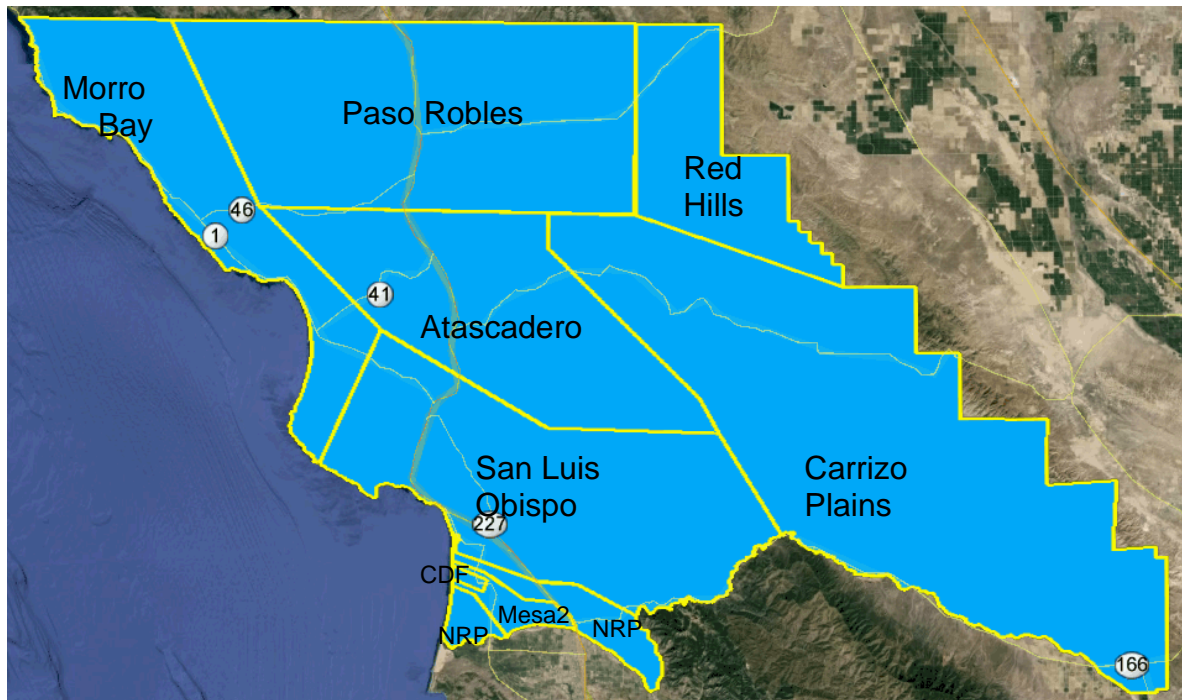 Morro
Bay
Paso Robles
Red
Hills
46
1
41
Atascadero
San Luis
Obispo
Carrizo
Plains
227
CDF
Mesa2
NRP
NRP
166